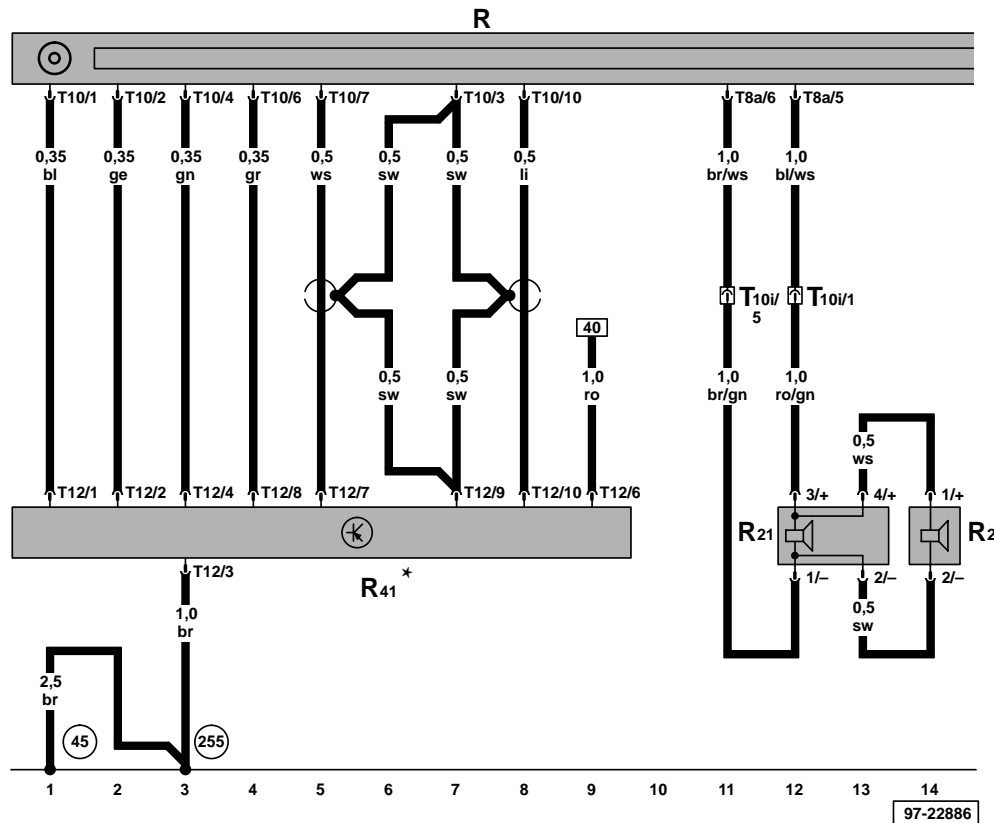 R
T10/1 T10/2 T10/4 T10/6 T10/7 T10/3 T10/10 T8a/6 T8a/5
0,35 0,35 0,35 0,35 0,5 0,5 0,5 0,5 1,0 1,0
bl ge gn gr ws sw sw li br/ws bl/ws
T10i/ T10i/1
5
40
0,5 0,5 1,0 1,0 1,0
sw sw ro br/gn ro/gn
0,5
ws
T12/1 T12/2 T12/4 T12/8 T12/7 T12/9 T12/10 T12/6 3/+ 4/+ 1/+
R21 R2
T12/3 1/– 2/– 2/–
R41 *
1,0 0,5
br sw
2,5
br
45 255
1 2 3 4 5 6 7 8 9 10 11 12 13 14
97-22886